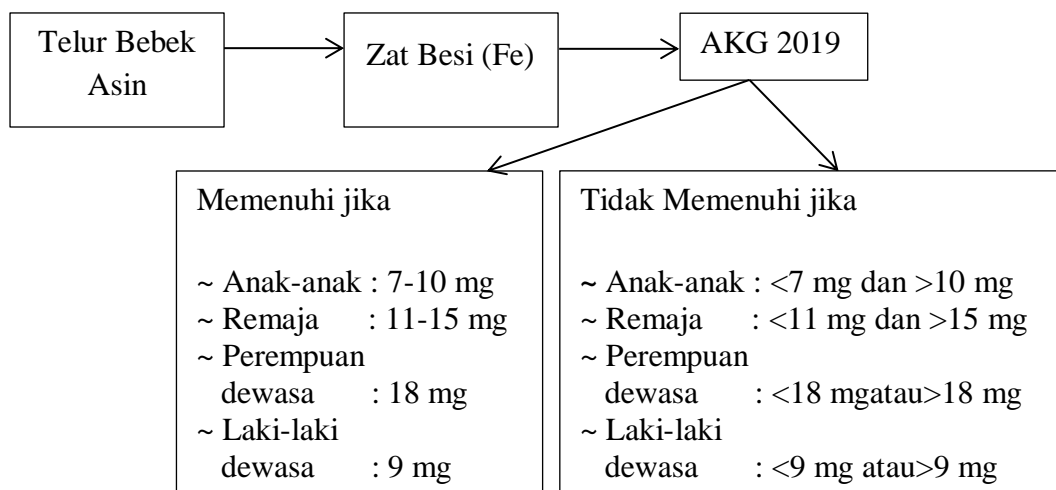 Telur Bebek
Asin
Zat Besi (Fe)
AKG 2019
Memenuhi jika
~ Anak-anak : 7-10 mg
~ Remaja : 11-15 mg
~ Perempuan
dewasa : 18 mg
~ Laki-laki
dewasa : 9 mg
Tidak Memenuhi jika
~ Anak-anak : <7 mg dan >10 mg
~ Remaja : <11 mg dan >15 mg
~ Perempuan
dewasa : <18 mgatau>18 mg
~ Laki-laki
dewasa : <9 mg atau>9 mg